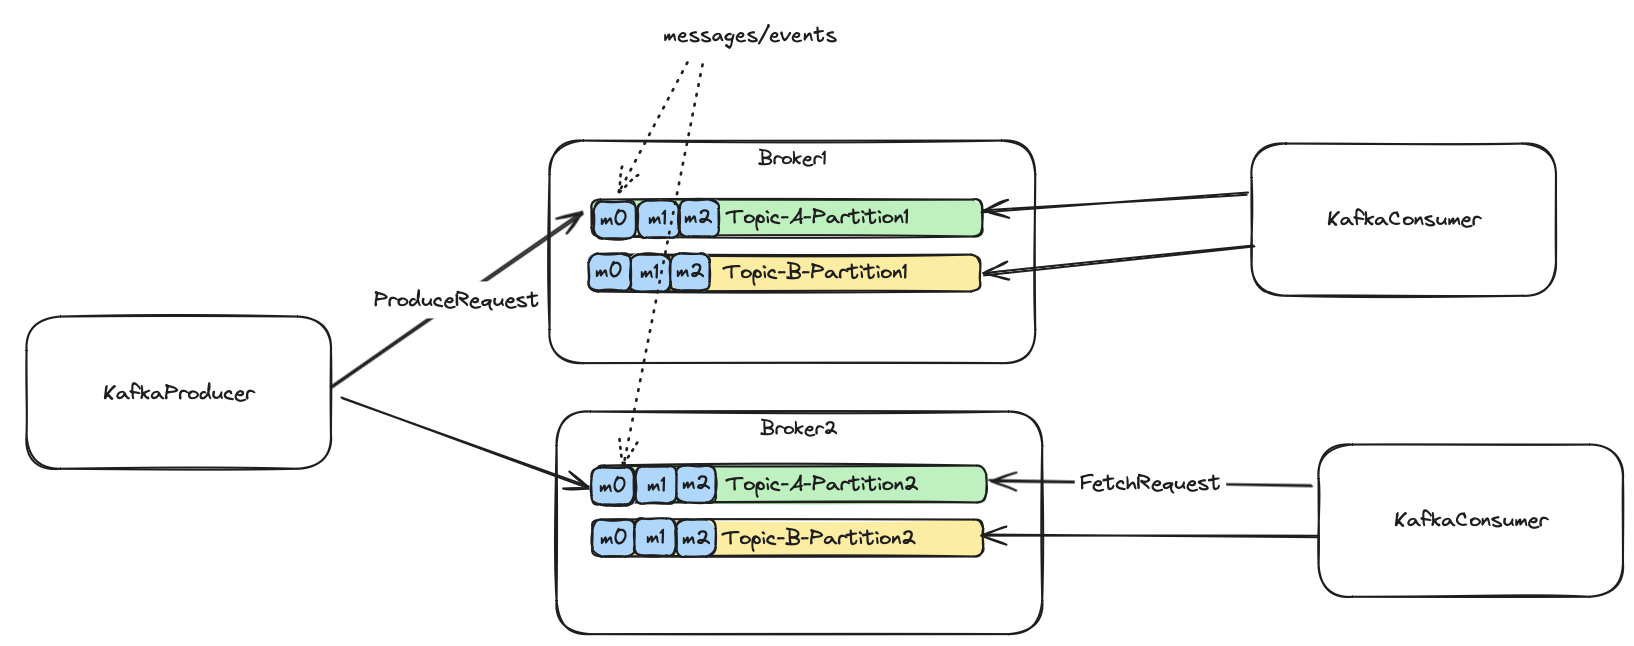 messages/events
Broker1
m0 m1 m2 Topic-A-Partition1
m0 m1 m2 Topic-B-Partition1
KafkaConsumer
ProduceRequest
KafkaProducer
Broker2
m0 m1 m2 Topic-A-Partition2
m0 m1 m2 Topic-B-Partition2
FetchRequest
KafkaConsumer